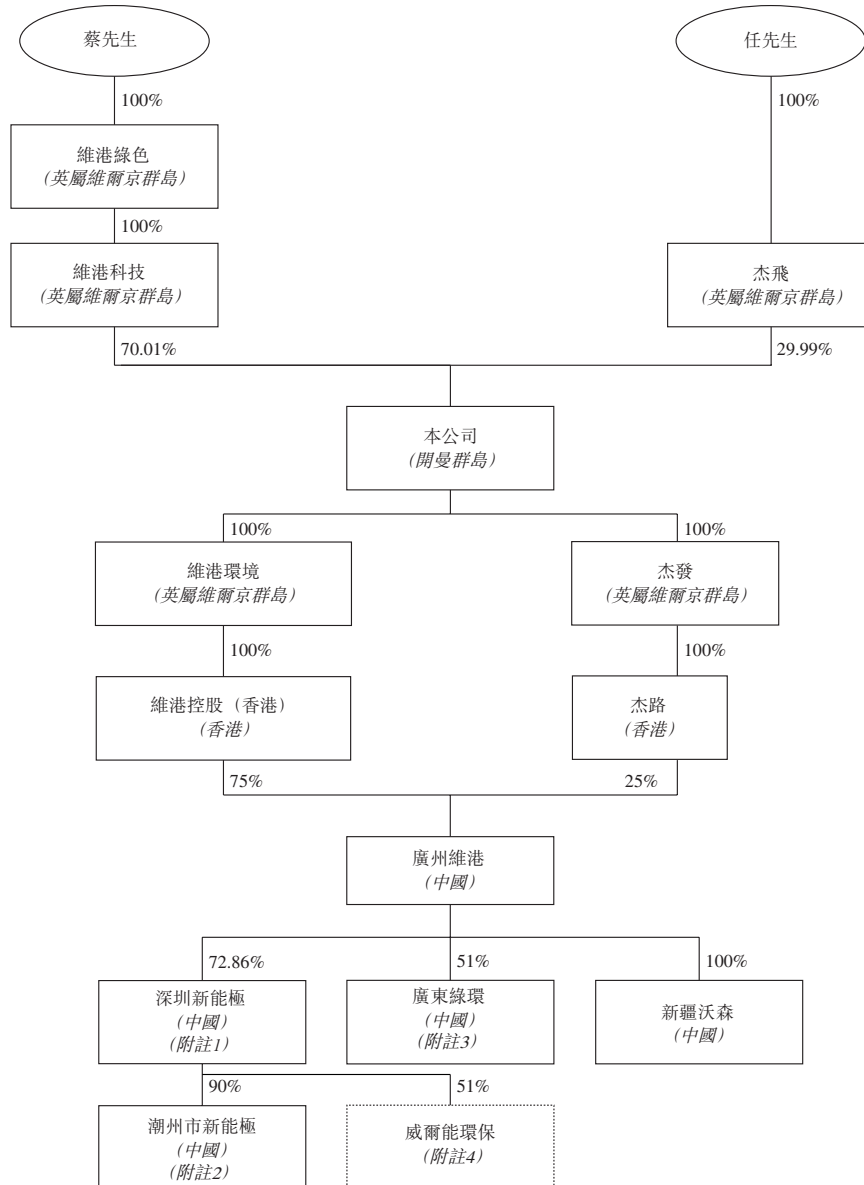 蔡先生
任先生
100%
100%
維港綠色
(英屬維爾京群島)
100%
維港科技
(英屬維爾京群島)
杰飛
(英屬維爾京群島)
70.01%
29.99%
本公司
(開曼群島)
100%
100%
維港環境
(英屬維爾京群島)
杰發
(英屬維爾京群島)
100%
100%
維港控股（香港）
(香港)
杰路
(香港)
75%
25%
廣州維港
(中國)
72.86%
51%
100%
深圳新能極
(中國)
(附註1)
廣東綠環
(中國)
(附註3)
新疆沃森
(中國)
90%
51%
潮州市新能極
(中國)
(附註2)
威爾能環保
(附註4)